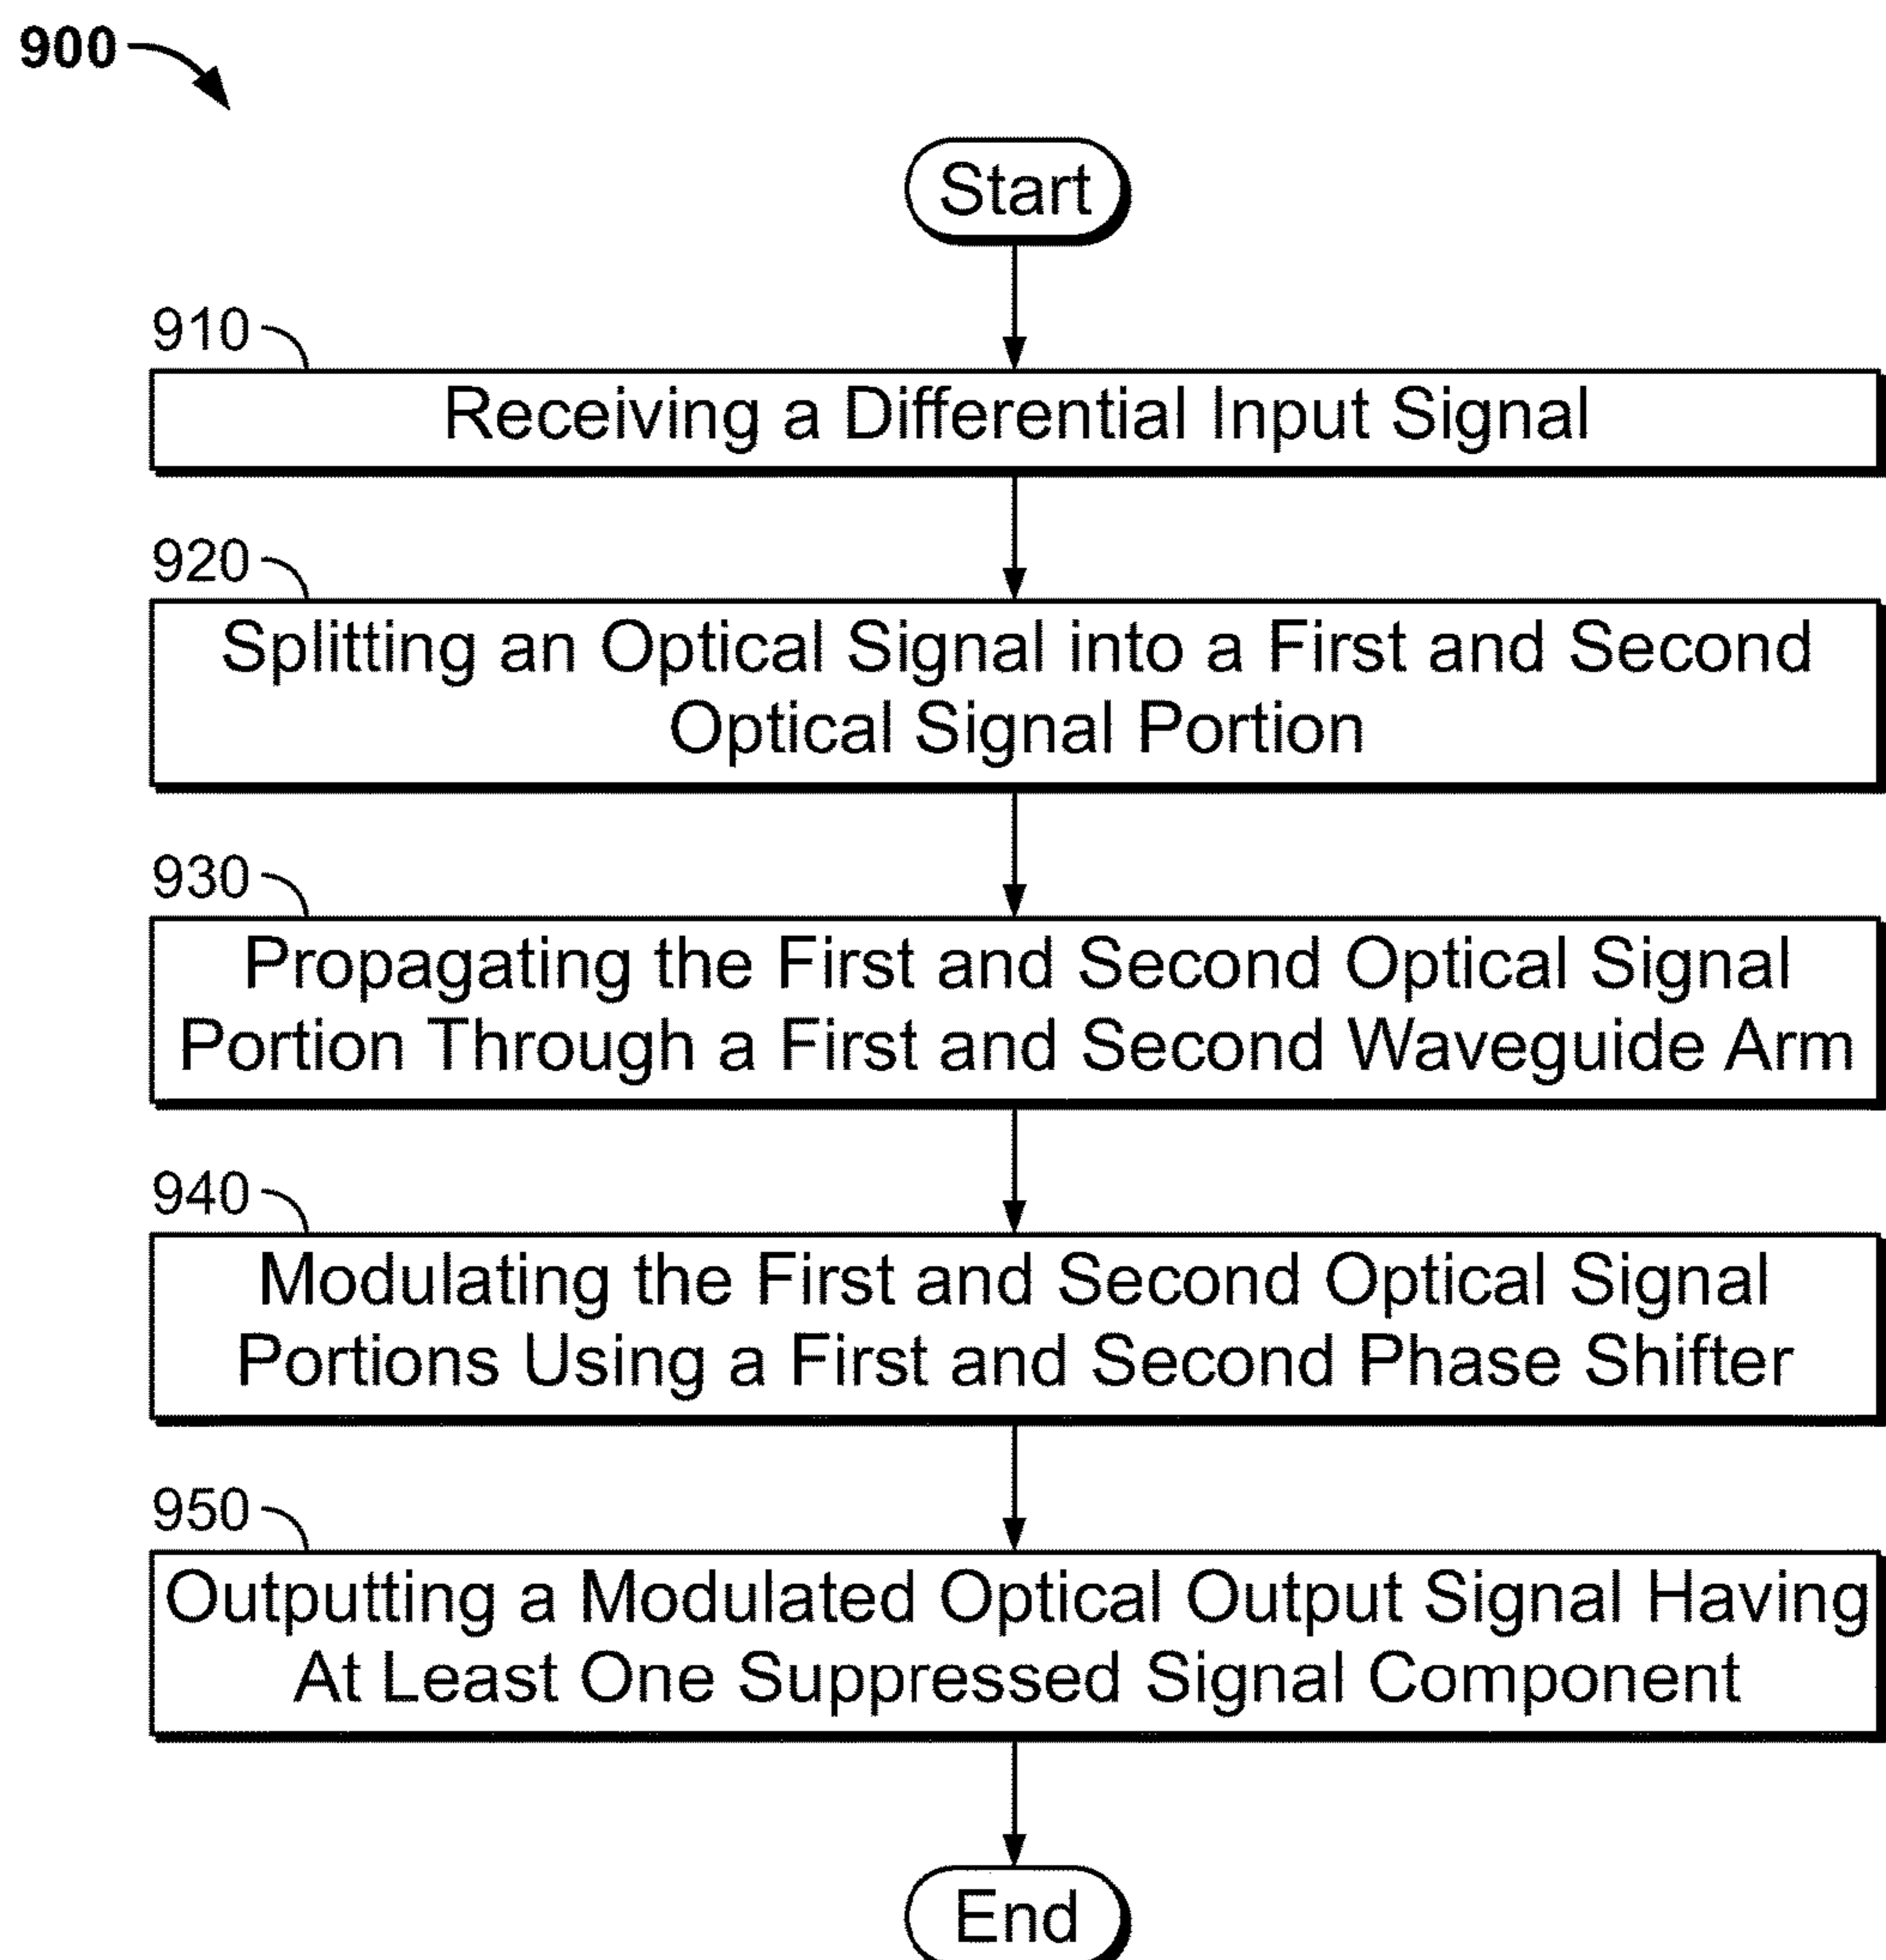 900
Start
910
Receiving a Differential Input Signal
920
Splitting an Optical Signal into a First and Second
Optical Signal Portion
930
Propagating the First and Second Optical Signal
Portion Through a First and Second Waveguide Arm
940
Modulating the First and Second Optical Signal
Portions Using a First and Second Phase Shifter
950
Outputting a Modulated Optical Output Signal Having
At Least One Suppressed Signal Component
End